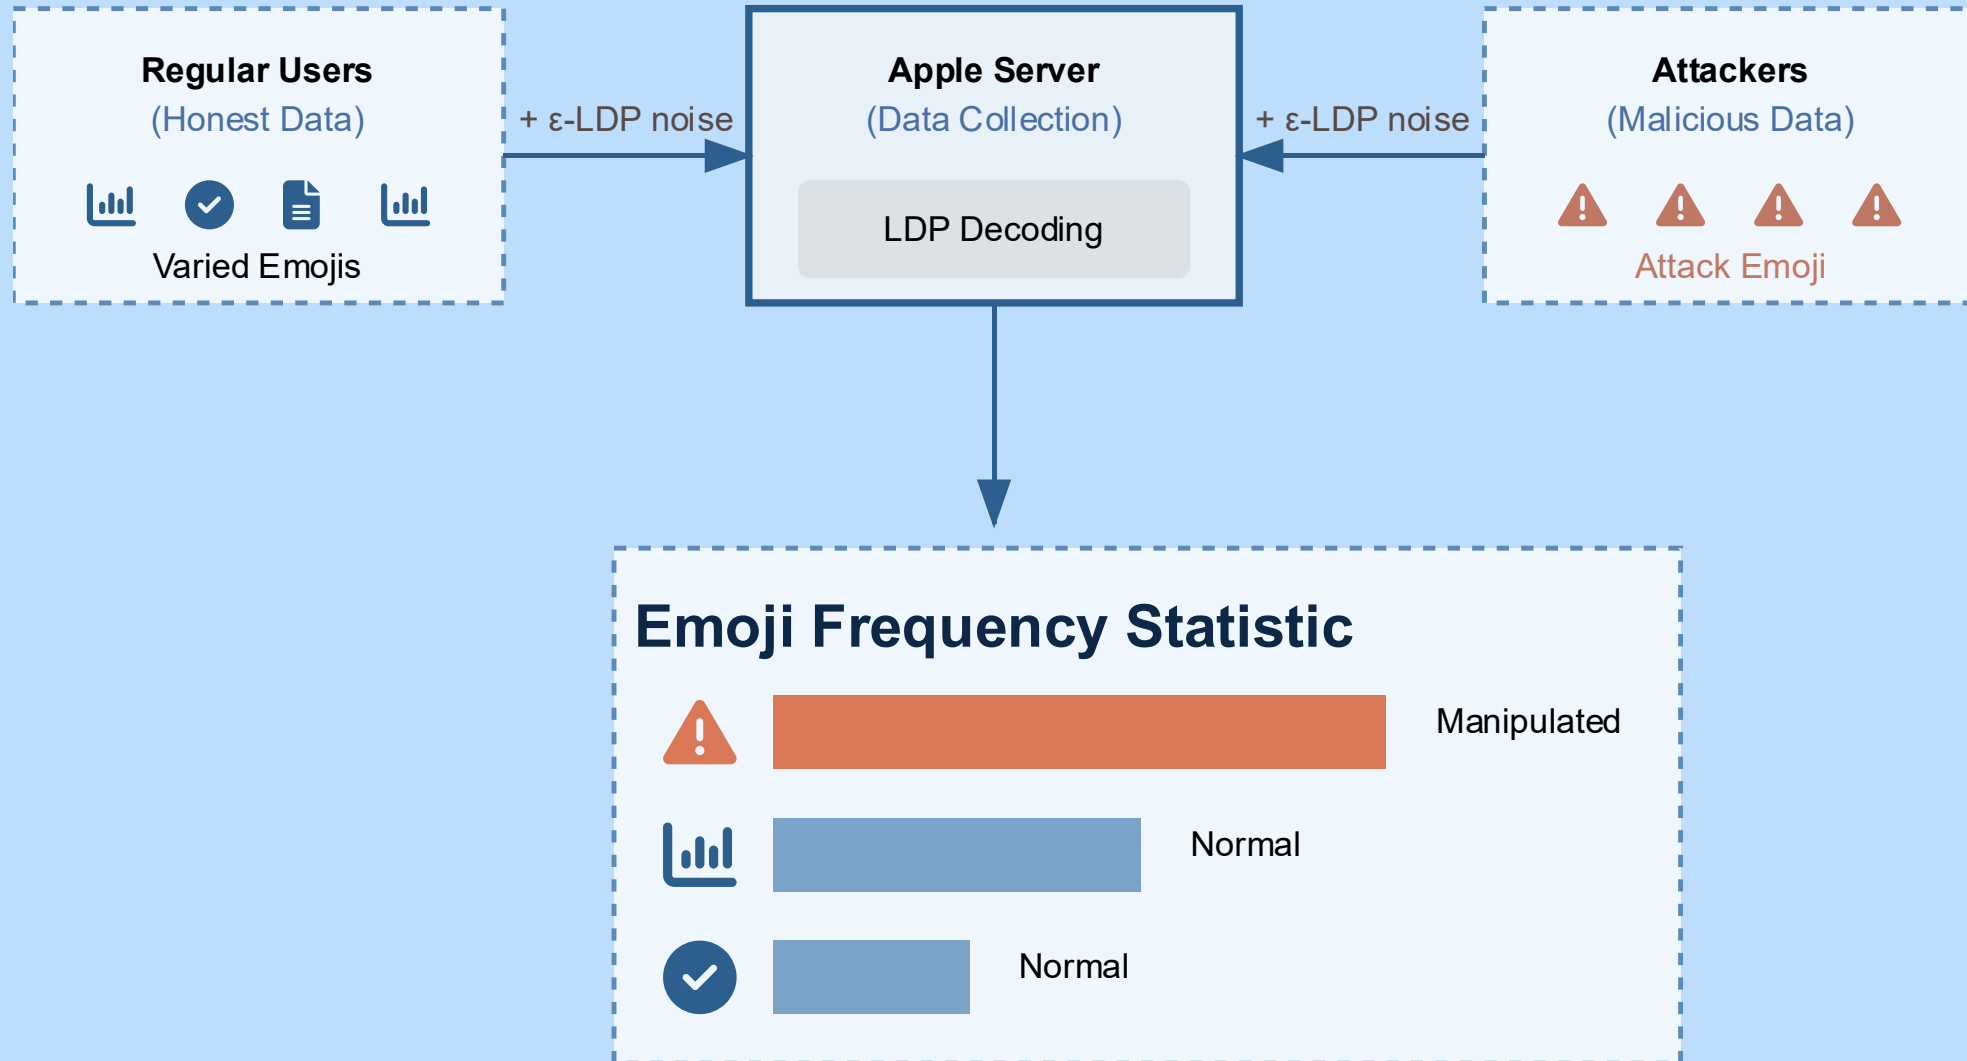 Regular Users
(Honest Data)
Varied Emojis
+ ε-LDP noise
Apple Server
(Data Collection)
LDP Decoding
+ ε-LDP noise
Attackers
(Malicious Data)
Attack Emoji
Emoji Frequency Statistic
Manipulated
Normal
Normal